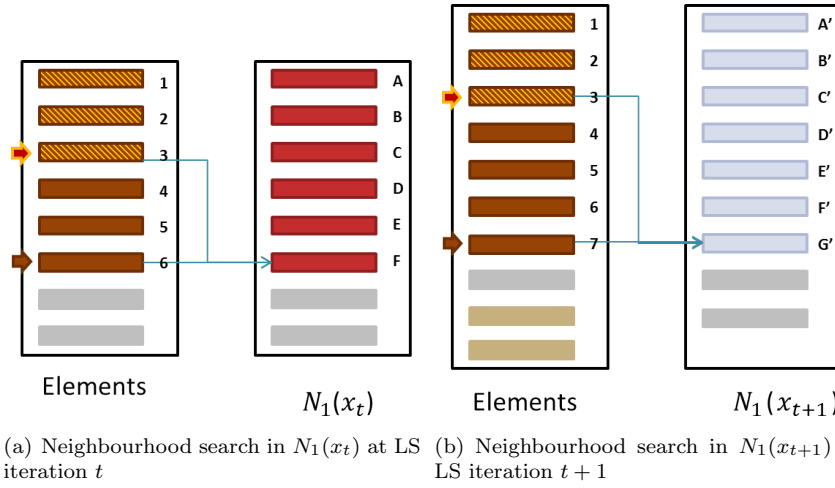 1
2
3
4
5
6
A
B
C
D
E
F
Elements
N₁(xₜ)
1
2
3
4
5
6
7
A’
B’
C’
D’
E’
F’
G’
Elements
N₁(xₜ₊₁)
(a) Neighbourhood search in N₁(xₜ) at LS
iteration t
(b) Neighbourhood search in N₁(xₜ₊₁)
LS iteration t + 1